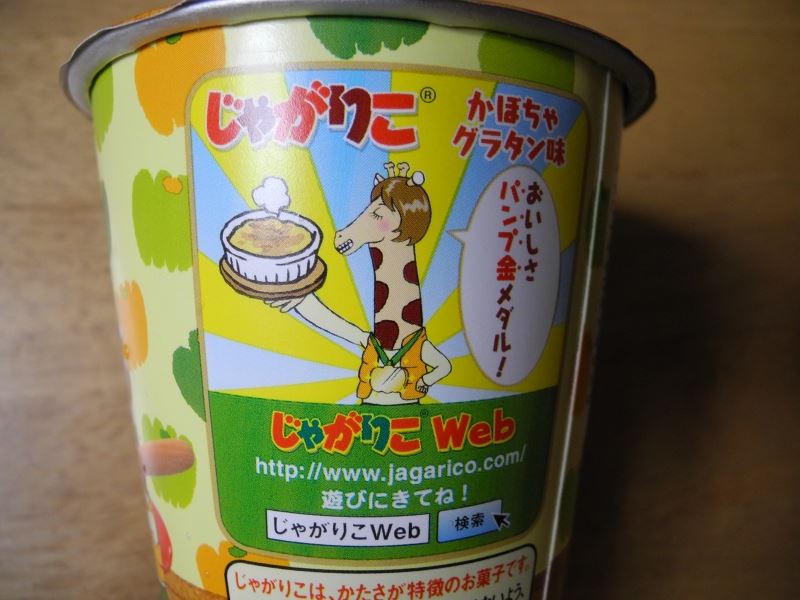 じゃがりこ®
かぼちゃ
グラタン味
おいしさ
パンプ金メダル!
じゃがりこ® Web
http://www.jagarico.com/
遊びにきてね!
じゃがりこWeb
検索
じゃがりこは、かたさが特徴のお菓子です。